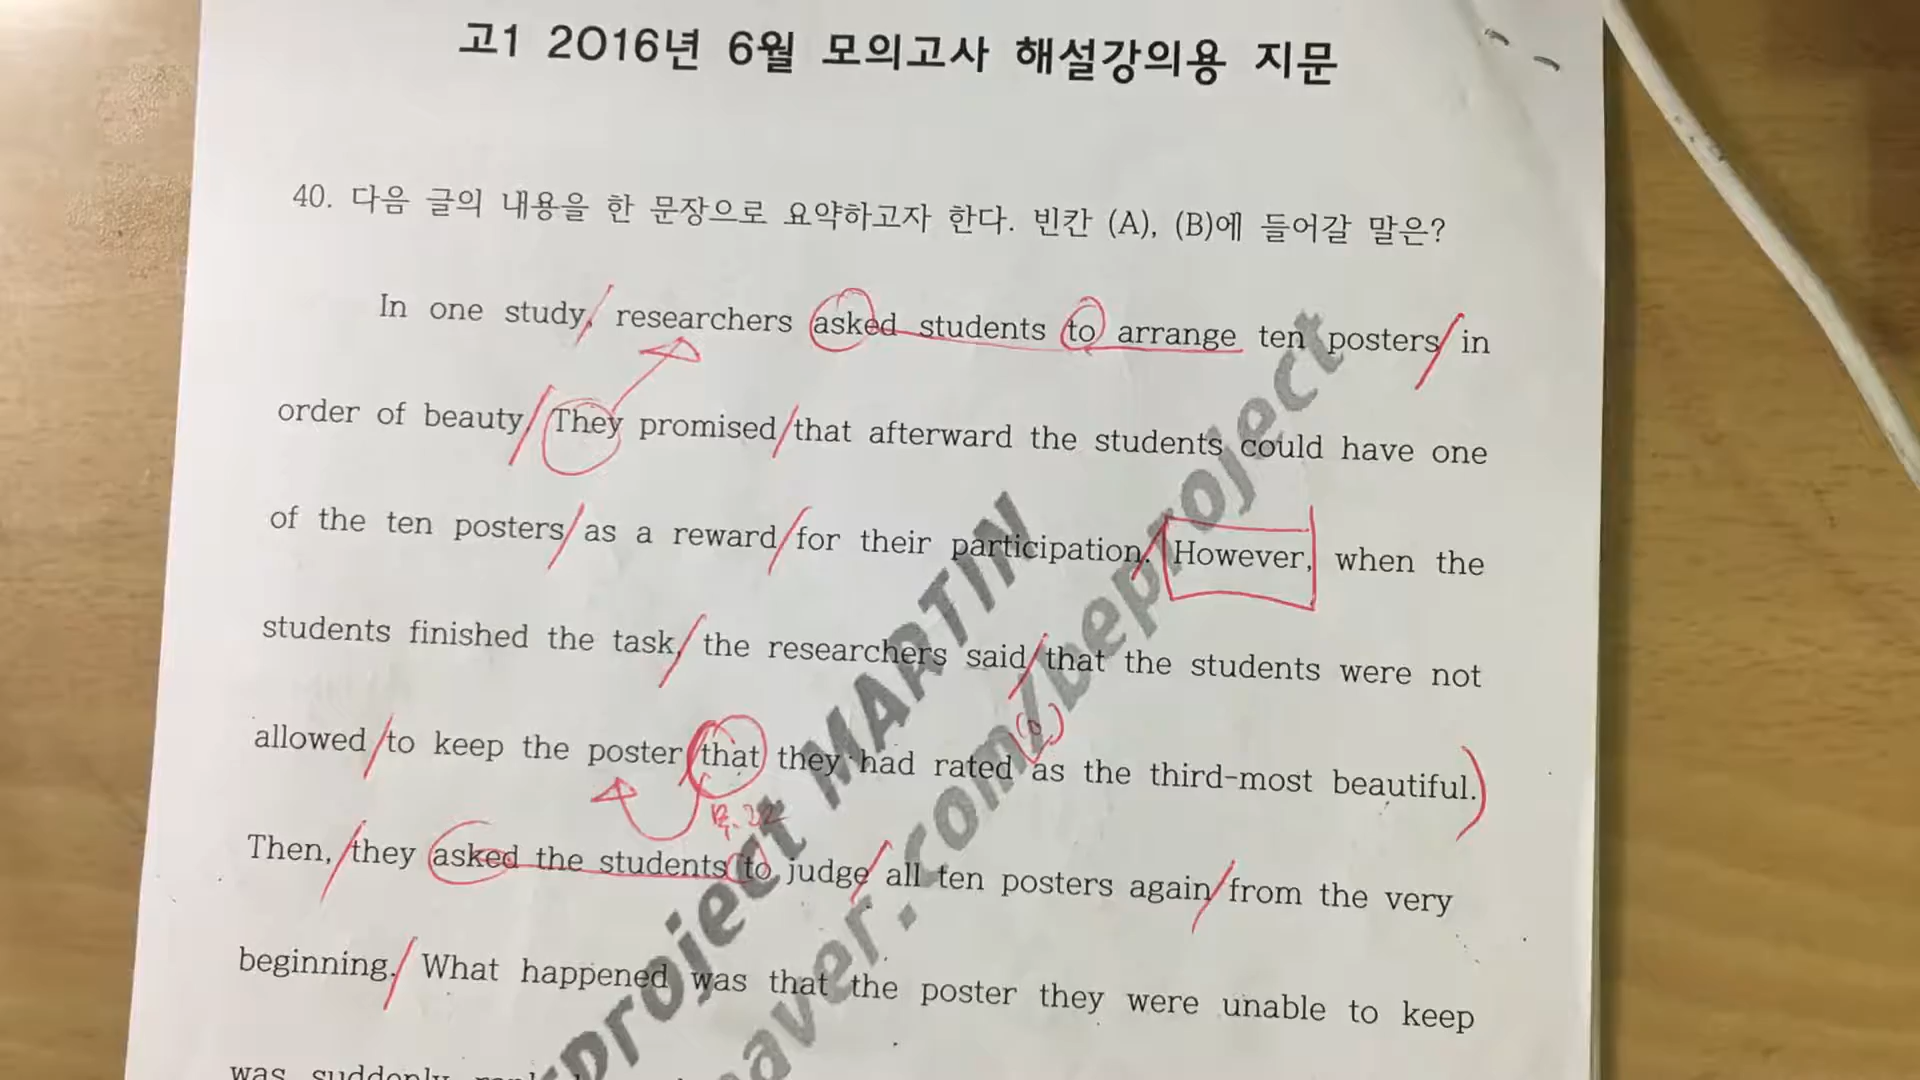 고1 2016년 6월 모의고사 해설강의용 지문
40. 다음 글의 내용을 한 문장으로 요약하고자 한다. 빈칸 (A), (B)에 들어갈 말은?
In one study, researchers asked students to arrange ten posters in
order of beauty. They promised that afterward the students could have one
of the ten posters as a reward for their participation. However, when the
students finished the task, the researchers said that the students were not
allowed to keep the poster that they had rated as the third-most beautiful.
Then, they asked the students to judge all ten posters again from the very
beginning. What happened was that the poster they were unable to keep
was suddenly
project MARTIN
naver.com/beproject